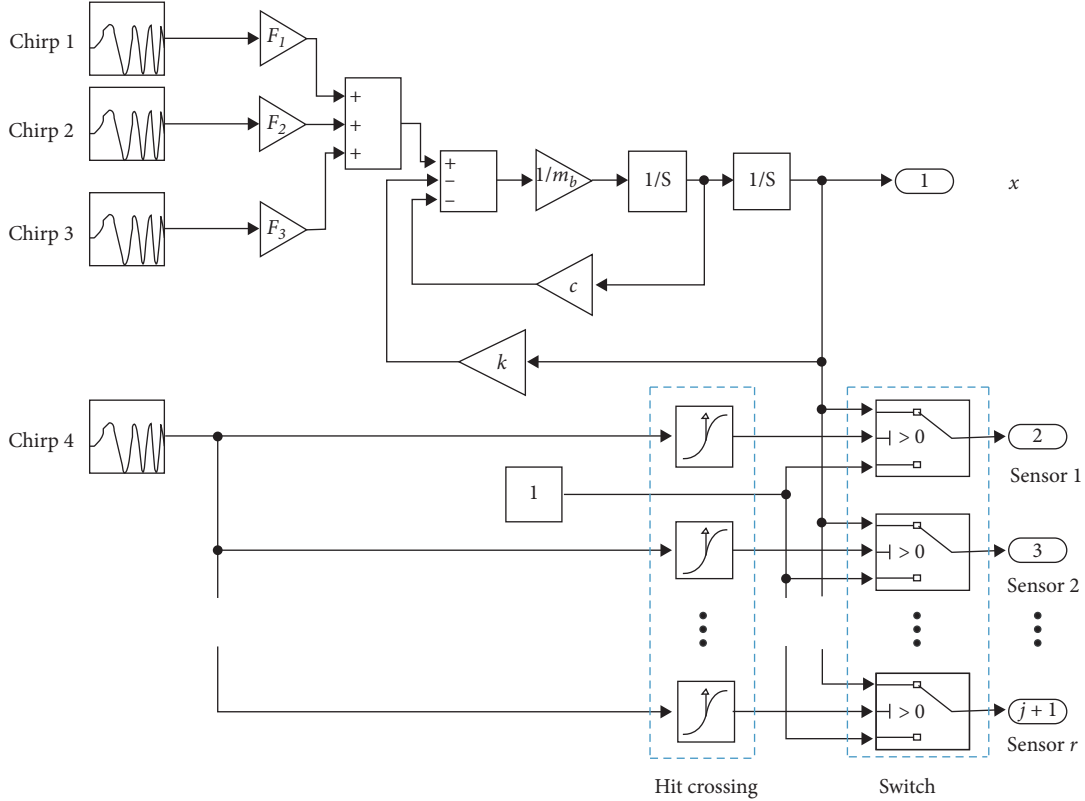 Chirp 1
F1
Chirp 2
F2
Chirp 3
F3
+
+
+
+
−
−
1/mb
1/S
1/S
1
x
c
k
Chirp 4
> 0
2
Sensor 1
1
> 0
3
Sensor 2
> 0
j + 1
Sensor r
Hit crossing
Switch